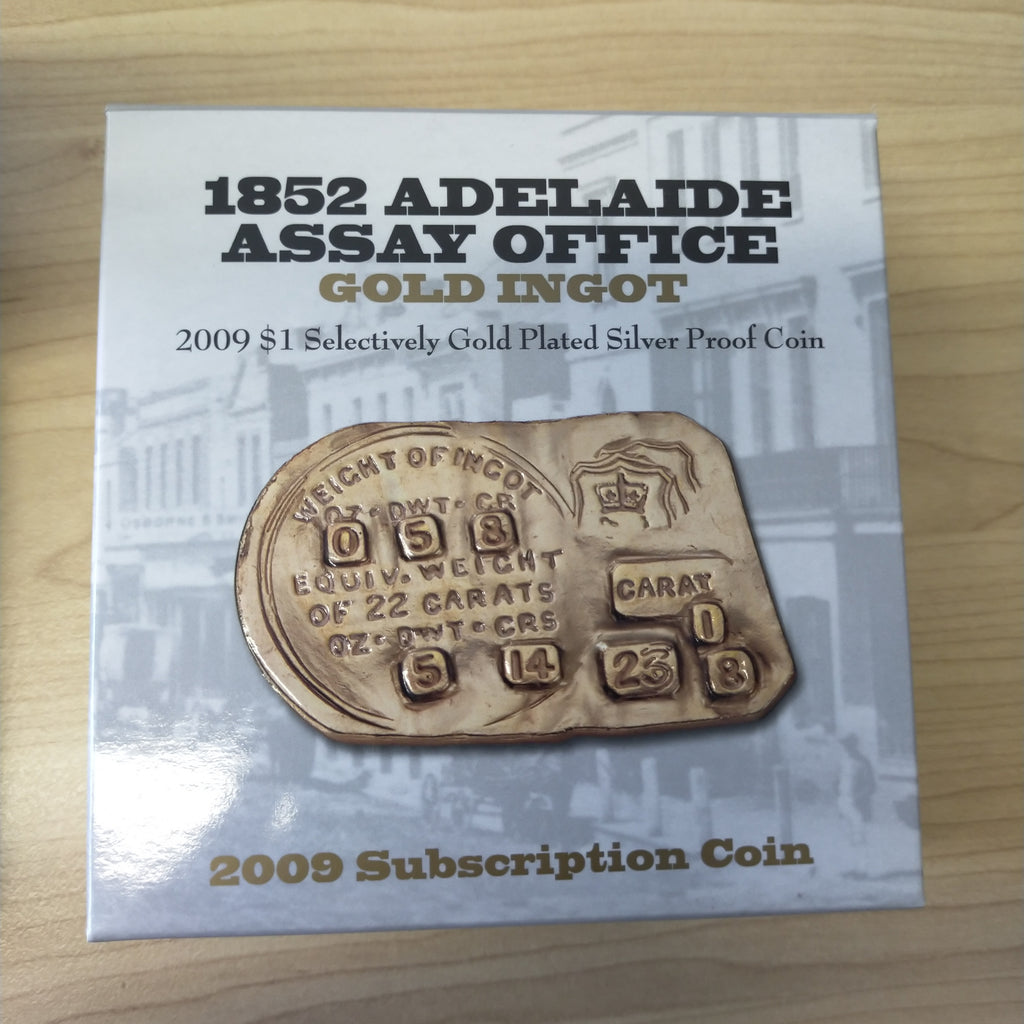 1852 ADELAIDE
ASSAY OFFICE
GOLD INGOT
2009 $1 Selectively Gold Plated Silver Proof Coin
WEIGHT OF INGOT
OZ · DWT · GR
0 5 8
EQUIV. WEIGHT
OF 22 CARATS
OZ · DWT · GRS
5 14
CARAT
0
23 8
2009 Subscription Coin